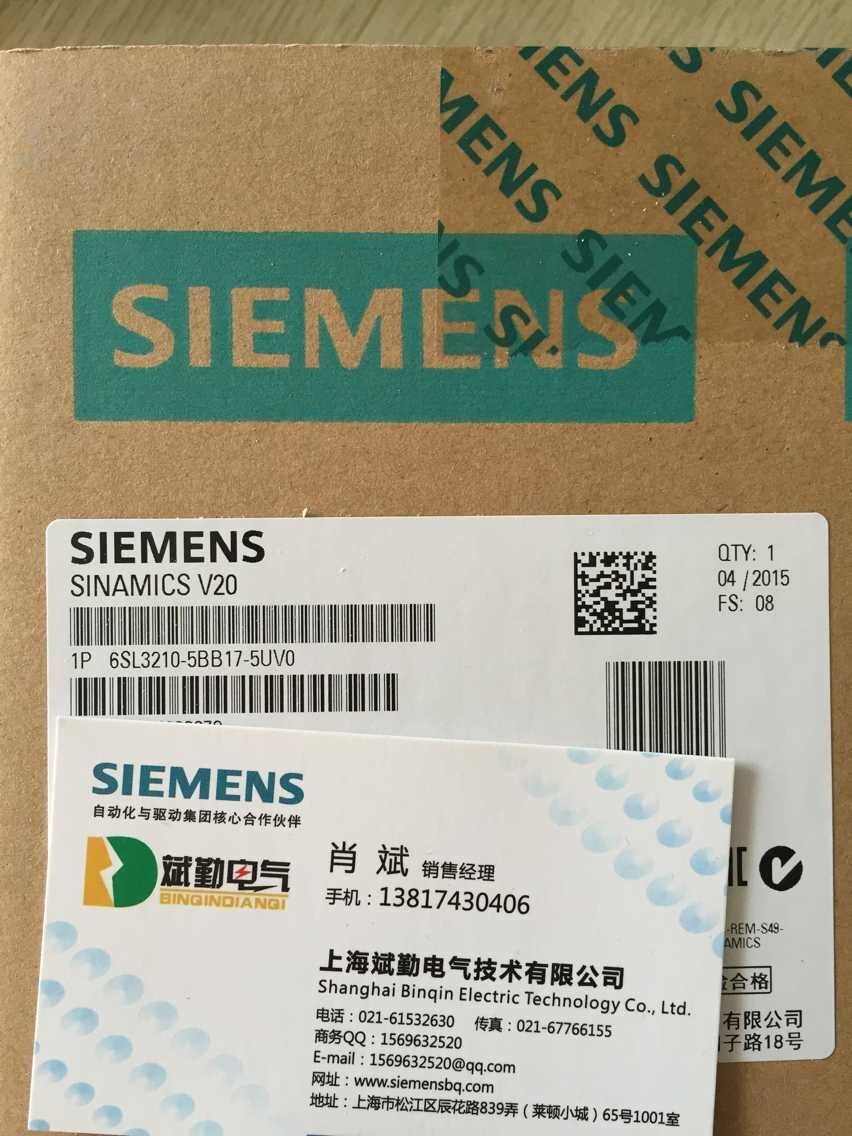 SIEMENS
SIEMENS
SINAMICS V20
1P 6SL3210-5BB17-5UV0
QTY: 1
04 / 2015
FS: 08
-REM-S49-
AMICS
合格
有限公司
子路18号
SIEMENS
自动化与驱动集团核心合作伙伴
斌勤电气
BINQINDIANQI
肖 斌 销售经理
手机：13817430406
上海斌勤电气技术有限公司
Shanghai Binqin Electric Technology Co., Ltd.
电话：021-61532630 传真：021-67766155
商务QQ：1569632520
E-mail：1569632520@qq.com
网址：www.siemensbq.com
地址：上海市松江区辰花路839弄（莱顿小城）65号1001室